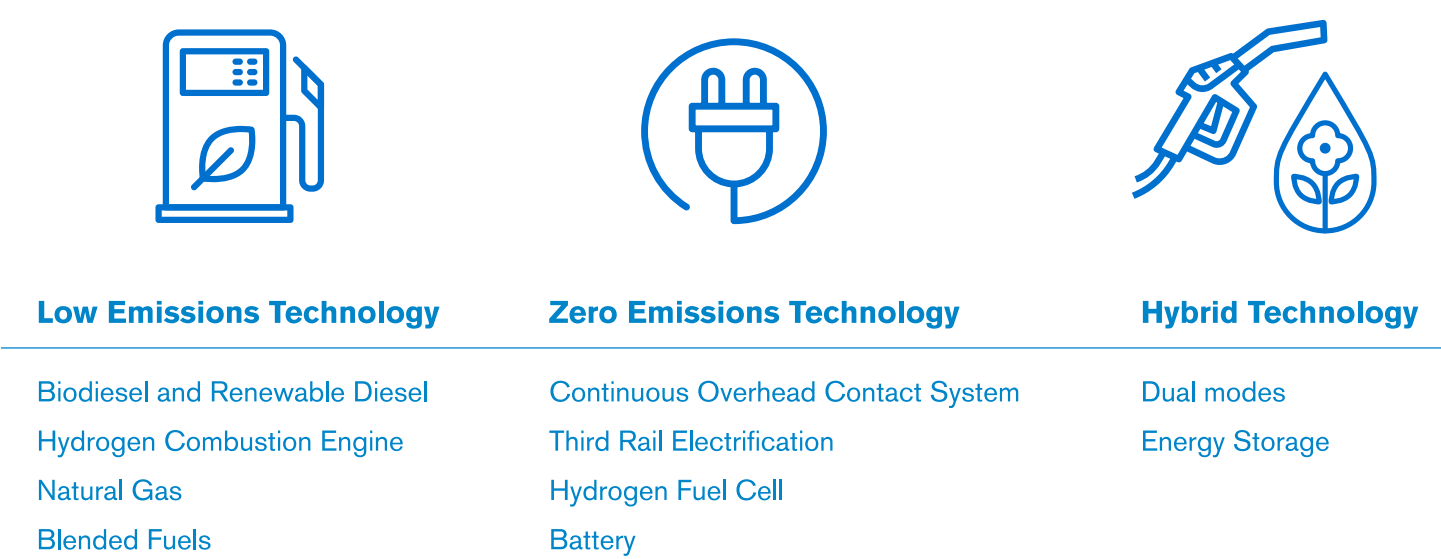 Low Emissions Technology
Zero Emissions Technology
Hybrid Technology
Biodiesel and Renewable Diesel
Continuous Overhead Contact System
Dual modes
Hydrogen Combustion Engine
Third Rail Electrification
Energy Storage
Natural Gas
Hydrogen Fuel Cell
Blended Fuels
Battery